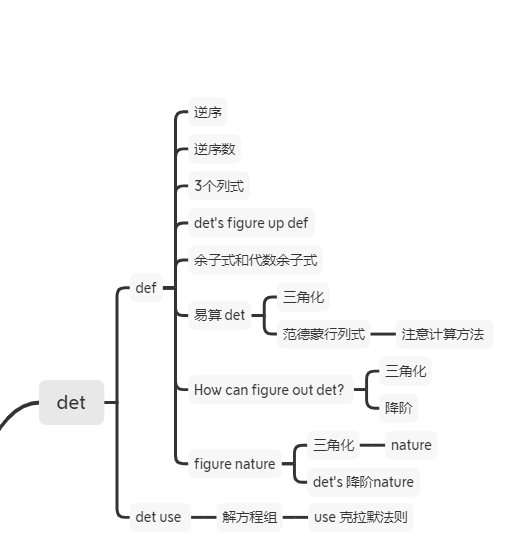 det
def
逆序
逆序数
3个列式
det's figure up def
余子式和代数余子式
易算 det
三角化
范德蒙行列式
注意计算方法
How can figure out det?
三角化
降阶
figure nature
三角化
nature
det's 降阶nature
det use
解方程组
use 克拉默法则